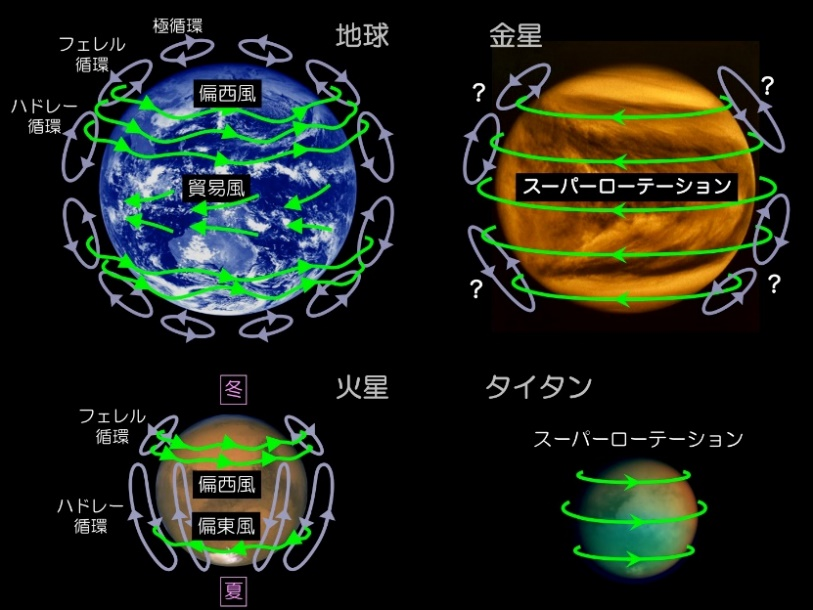 極循環
地球
金星
フェレル
循環
ハドレー
循環
偏西風
貿易風
?
?
スーパーローテーション
?
?
冬
火星
タイタン
フェレル
循環
スーパーローテーション
偏西風
ハドレー
循環
偏東風
夏